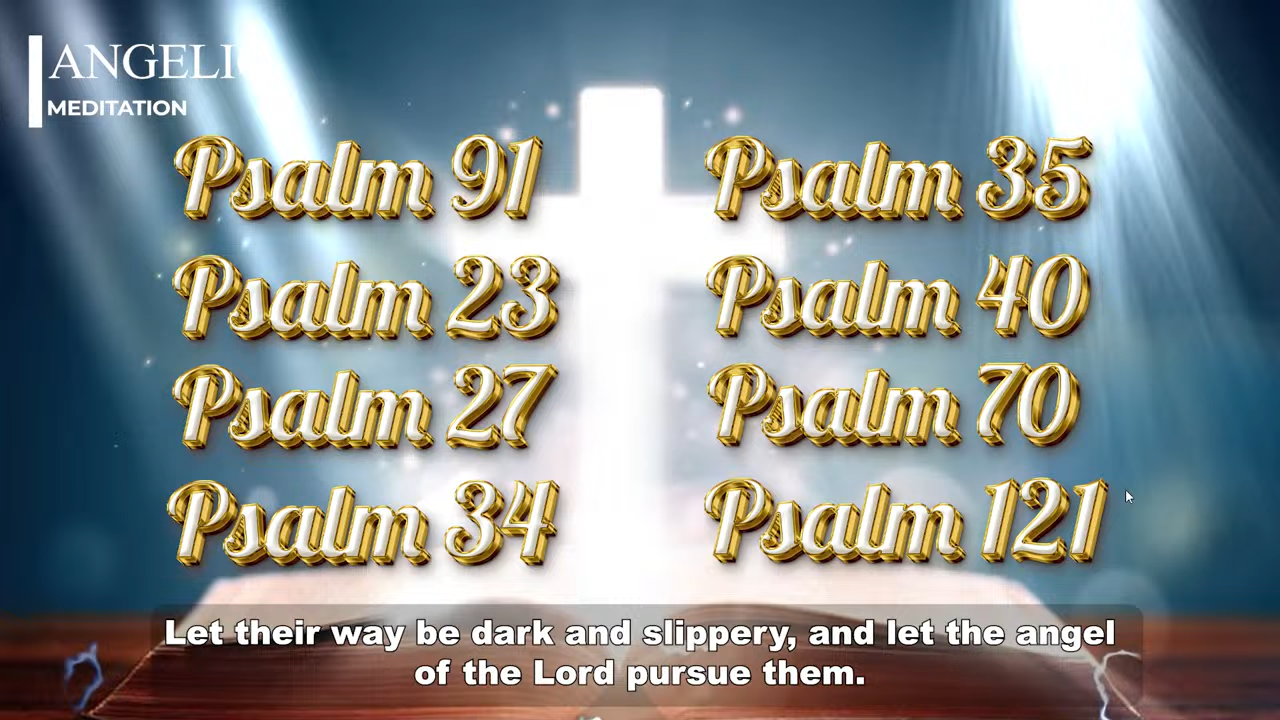 ANGELIC
MEDITATION
Psalm 91
Psalm 23
Psalm 27
Psalm 34
Psalm 35
Psalm 40
Psalm 70
Psalm 121
Let their way be dark and slippery, and let the angel
of the Lord pursue them.